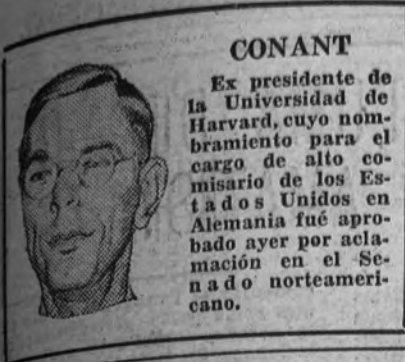 CONANT
Ex presidente de
la Universidad de
Harvard, cuyo nom-
bramiento para el
cargo de alto co-
misario de los Es-
tados Unidos en
Alemania fué apro-
bado ayer por acla-
mación en el Se-
nado norteameri-
cano.